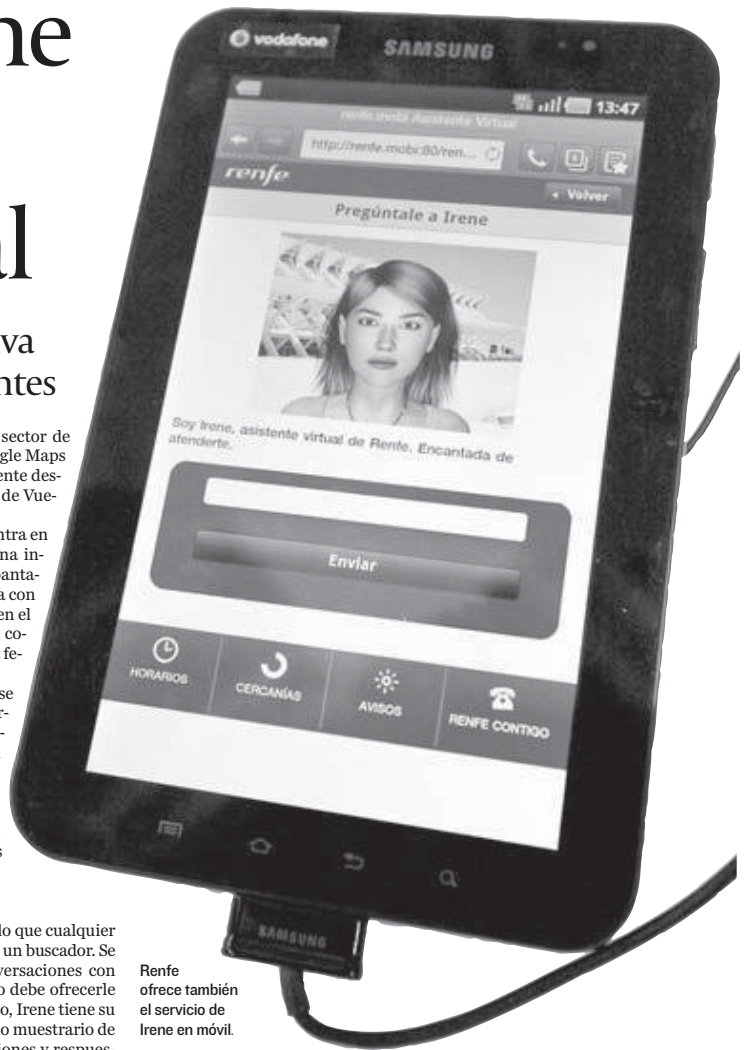 ne
al
va
ntes
sector de
gle Maps
ente des-
de Vue-
ntra en
na in-
panta-
a con
en el
co-
fe-
se
r-
-
s
lo que cualquier
un buscador. Se
versaciones con
o debe ofrecerle
o, Irene tiene su
io muestrario de
iones y respues-
vodafone
SAMSUNG
13:47
renfe.mobi Asistente Virtual
http://renfe.mobi:80/ren...
renfe
Volver
Pregúntale a Irene
Soy Irene, asistente virtual de Renfe. Encantada de
atenderte.
Enviar
HORARIOS
CERCANÍAS
AVISOS
RENFE CONTIGO
SAMSUNG
Renfe
ofrece también
el servicio de
Irene en móvil.